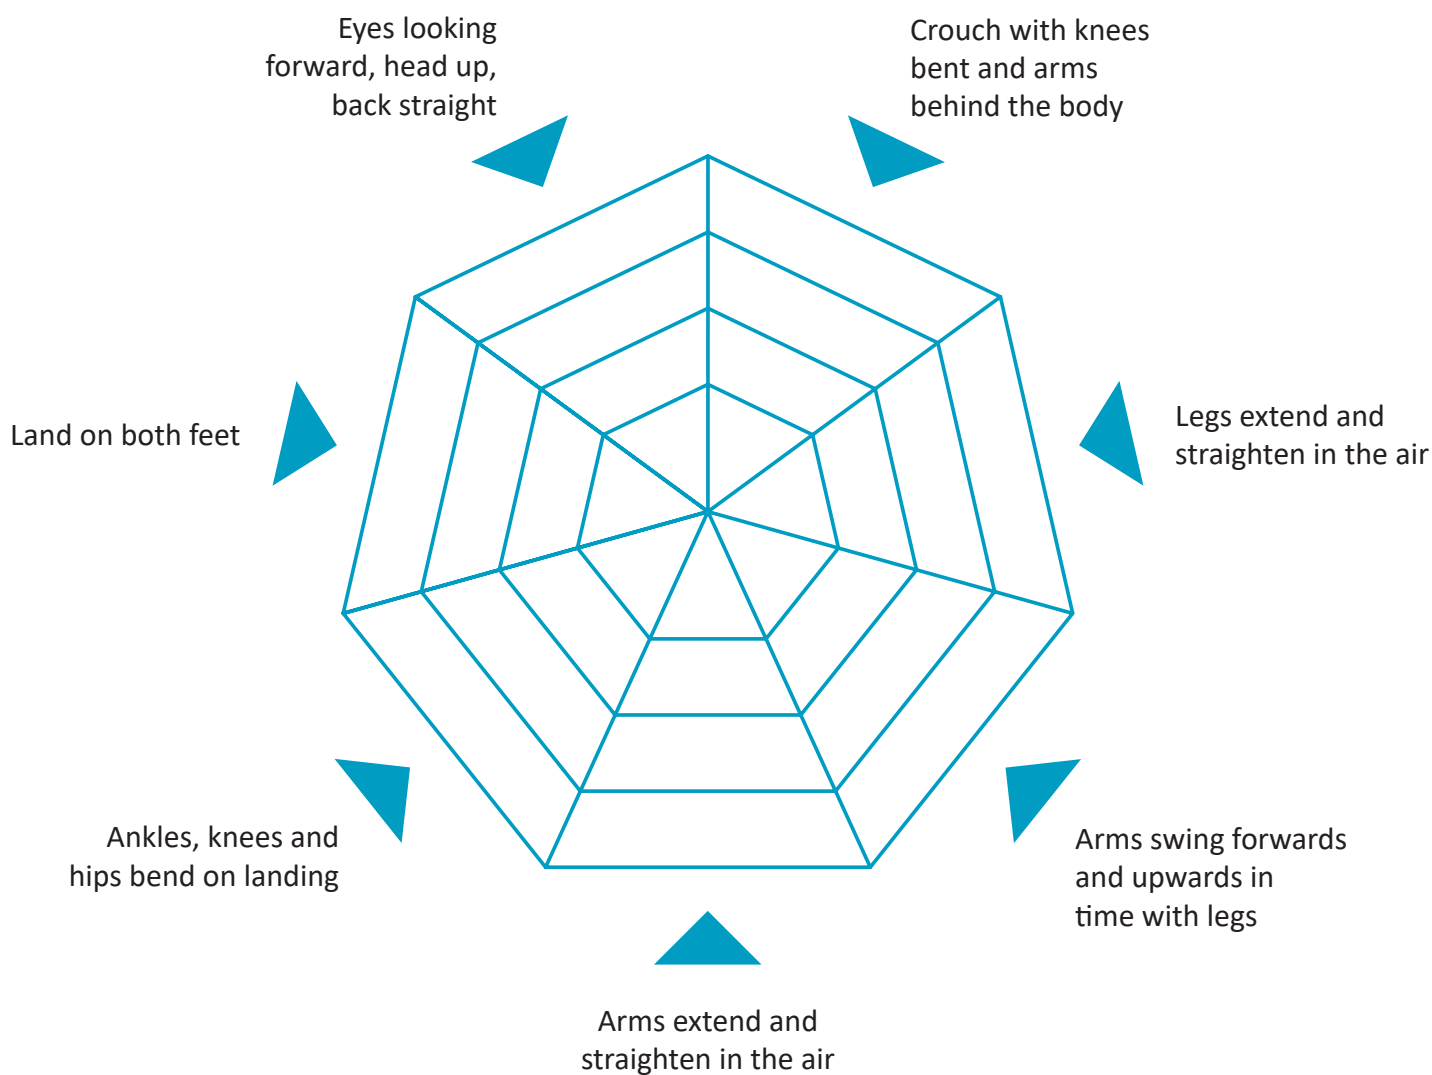 Eyes looking
forward, head up,
back straight
Crouch with knees
bent and arms
behind the body
Land on both feet
Legs extend and
straighten in the air
Ankles, knees and
hips bend on landing
Arms swing forwards
and upwards in
time with legs
Arms extend and
straighten in the air